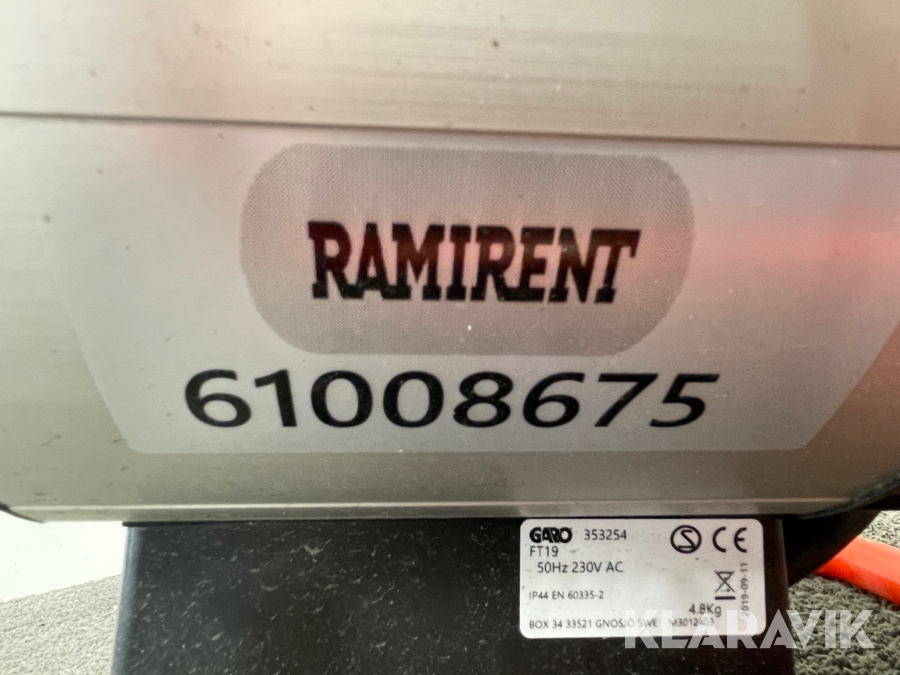 RAMIRENT
61008675
GARO 353254
FT19
50Hz 230V AC
IP44 EN 60335-2
4.8Kg
2019-09-11
BOX 34 33521 GNOSJÖ SWE
KLARAVIK